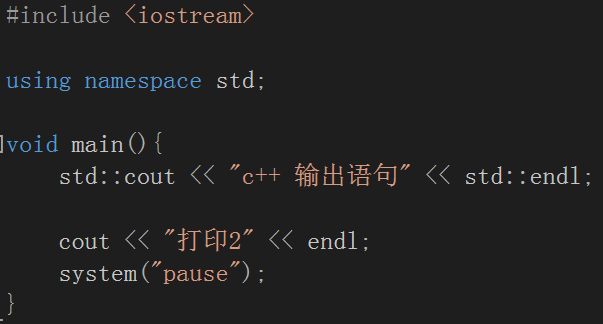 #include <iostream>
using namespace std;
void main(){
std::cout << "c++ 输出语句" << std::endl;
cout << "打印2" << endl;
system("pause");
}